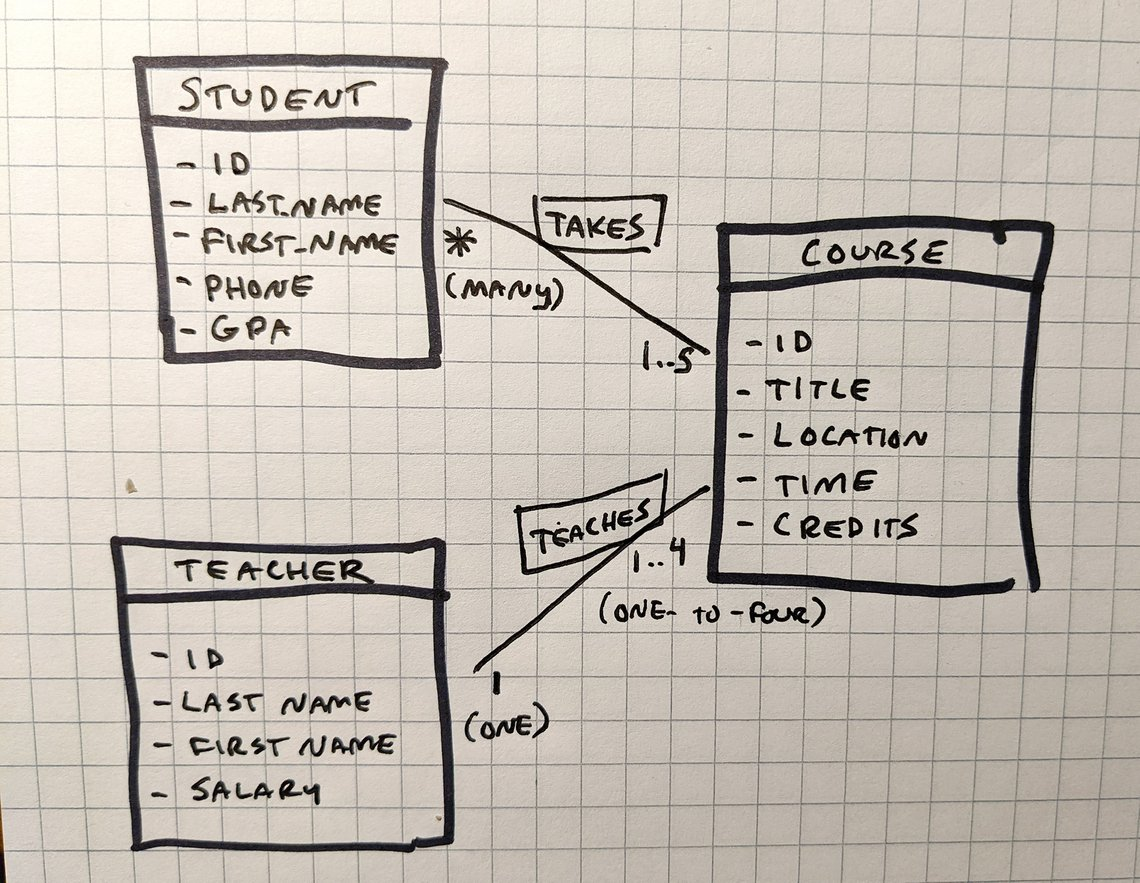 STUDENT
- ID
- LAST_NAME
- FIRST_NAME
- PHONE
- GPA
TAKES
*
(MANY)
1..5
COURSE
- ID
- TITLE
- LOCATION
- TIME
- CREDITS
TEACHES
1..4
(ONE-TO-FOUR)
TEACHER
- ID
- LAST NAME
- FIRST NAME
- SALARY
1
(ONE)